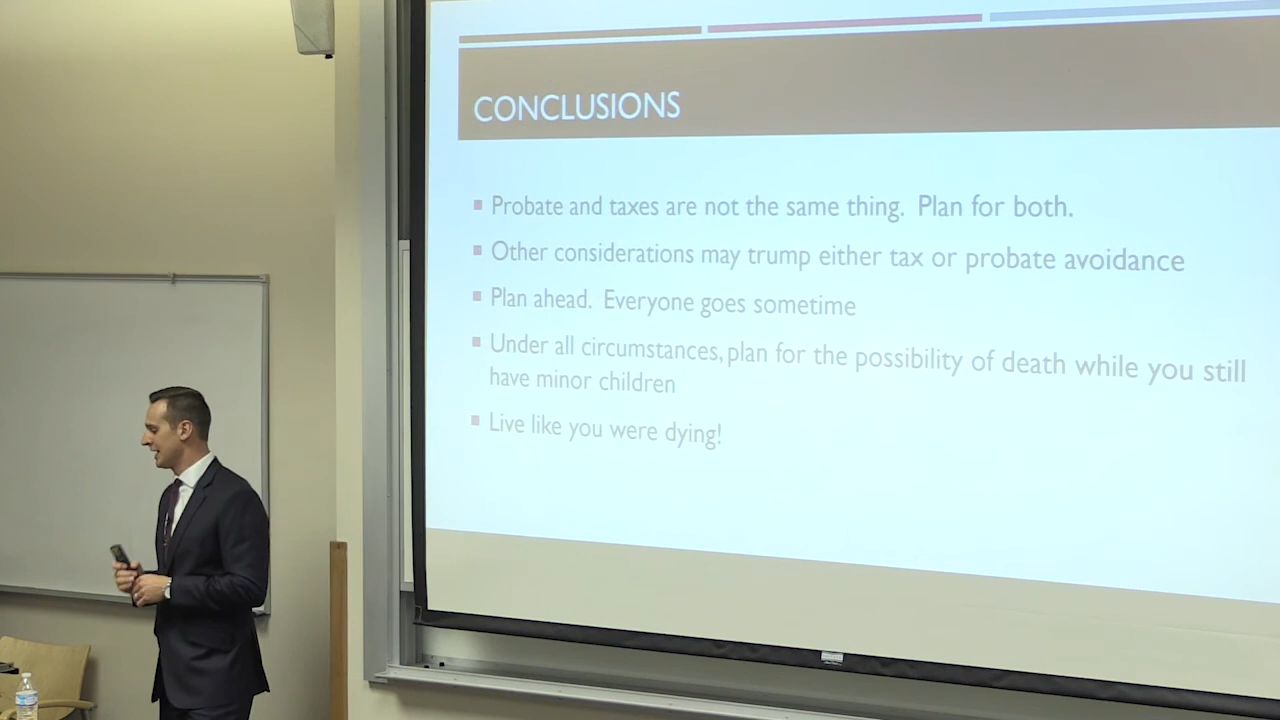 CONCLUSIONS
Probate and taxes are not the same thing. Plan for both.
Other considerations may trump either tax or probate avoidance
Plan ahead. Everyone goes sometime
Under all circumstances, plan for the possibility of death while you still
have minor children
Live like you were dying!